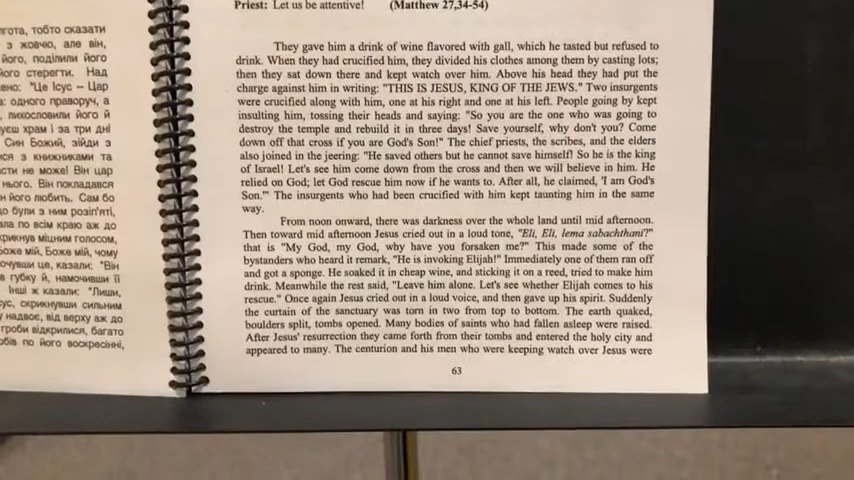 гота, тобто сказати
з жовчю, але він,
його, поділили його
його стерегти. Над
ено: "Це Ісус – Цар
а: одного праворуч, а
, лихословили його й
уєш храм і за три дні
Син Божий, зійди з
ся з книжниками та
сти не може! Він цар
нього. Він покладався
н його любить. Сам бо
що були з ним розіп'яті,
ала по всім краю аж до
крикнув міцним голосом,
Боже мій, Боже мій, чому
очувши це, казали: "Він
в губку й, намочивши її
Інші ж казали: "Лиши,
сус, скрикнувши сильним
у надвоє, від верху аж до
гроби відкрилися, багато
обів по його воскресінні,
Priest: Let us be attentive! (Matthew 27,34-54)
They gave him a drink of wine flavored with gall, which he tasted but refused to
drink. When they had crucified him, they divided his clothes among them by casting lots;
then they sat down there and kept watch over him. Above his head they had put the
charge against him in writing: "THIS IS JESUS, KING OF THE JEWS." Two insurgents
were crucified along with him, one at his right and one at his left. People going by kept
insulting him, tossing their heads and saying: "So you are the one who was going to
destroy the temple and rebuild it in three days! Save yourself, why don't you? Come
down off that cross if you are God's Son!" The chief priests, the scribes, and the elders
also joined in the jeering: "He saved others but he cannot save himself! So he is the king
of Israel! Let's see him come down from the cross and then we will believe in him. He
relied on God; let God rescue him now if he wants to. After all, he claimed, 'I am God's
Son.'" The insurgents who had been crucified with him kept taunting him in the same
way.
From noon onward, there was darkness over the whole land until mid afternoon.
Then toward mid afternoon Jesus cried out in a loud tone, "Eli, Eli, lema sabachthani?"
that is "My God, my God, why have you forsaken me?" This made some of the
bystanders who heard it remark, "He is invoking Elijah!" Immediately one of them ran off
and got a sponge. He soaked it in cheap wine, and sticking it on a reed, tried to make him
drink. Meanwhile the rest said, "Leave him alone. Let's see whether Elijah comes to his
rescue." Once again Jesus cried out in a loud voice, and then gave up his spirit. Suddenly
the curtain of the sanctuary was torn in two from top to bottom. The earth quaked,
boulders split, tombs opened. Many bodies of saints who had fallen asleep were raised.
After Jesus' resurrection they came forth from their tombs and entered the holy city and
appeared to many. The centurion and his men who were keeping watch over Jesus were
63